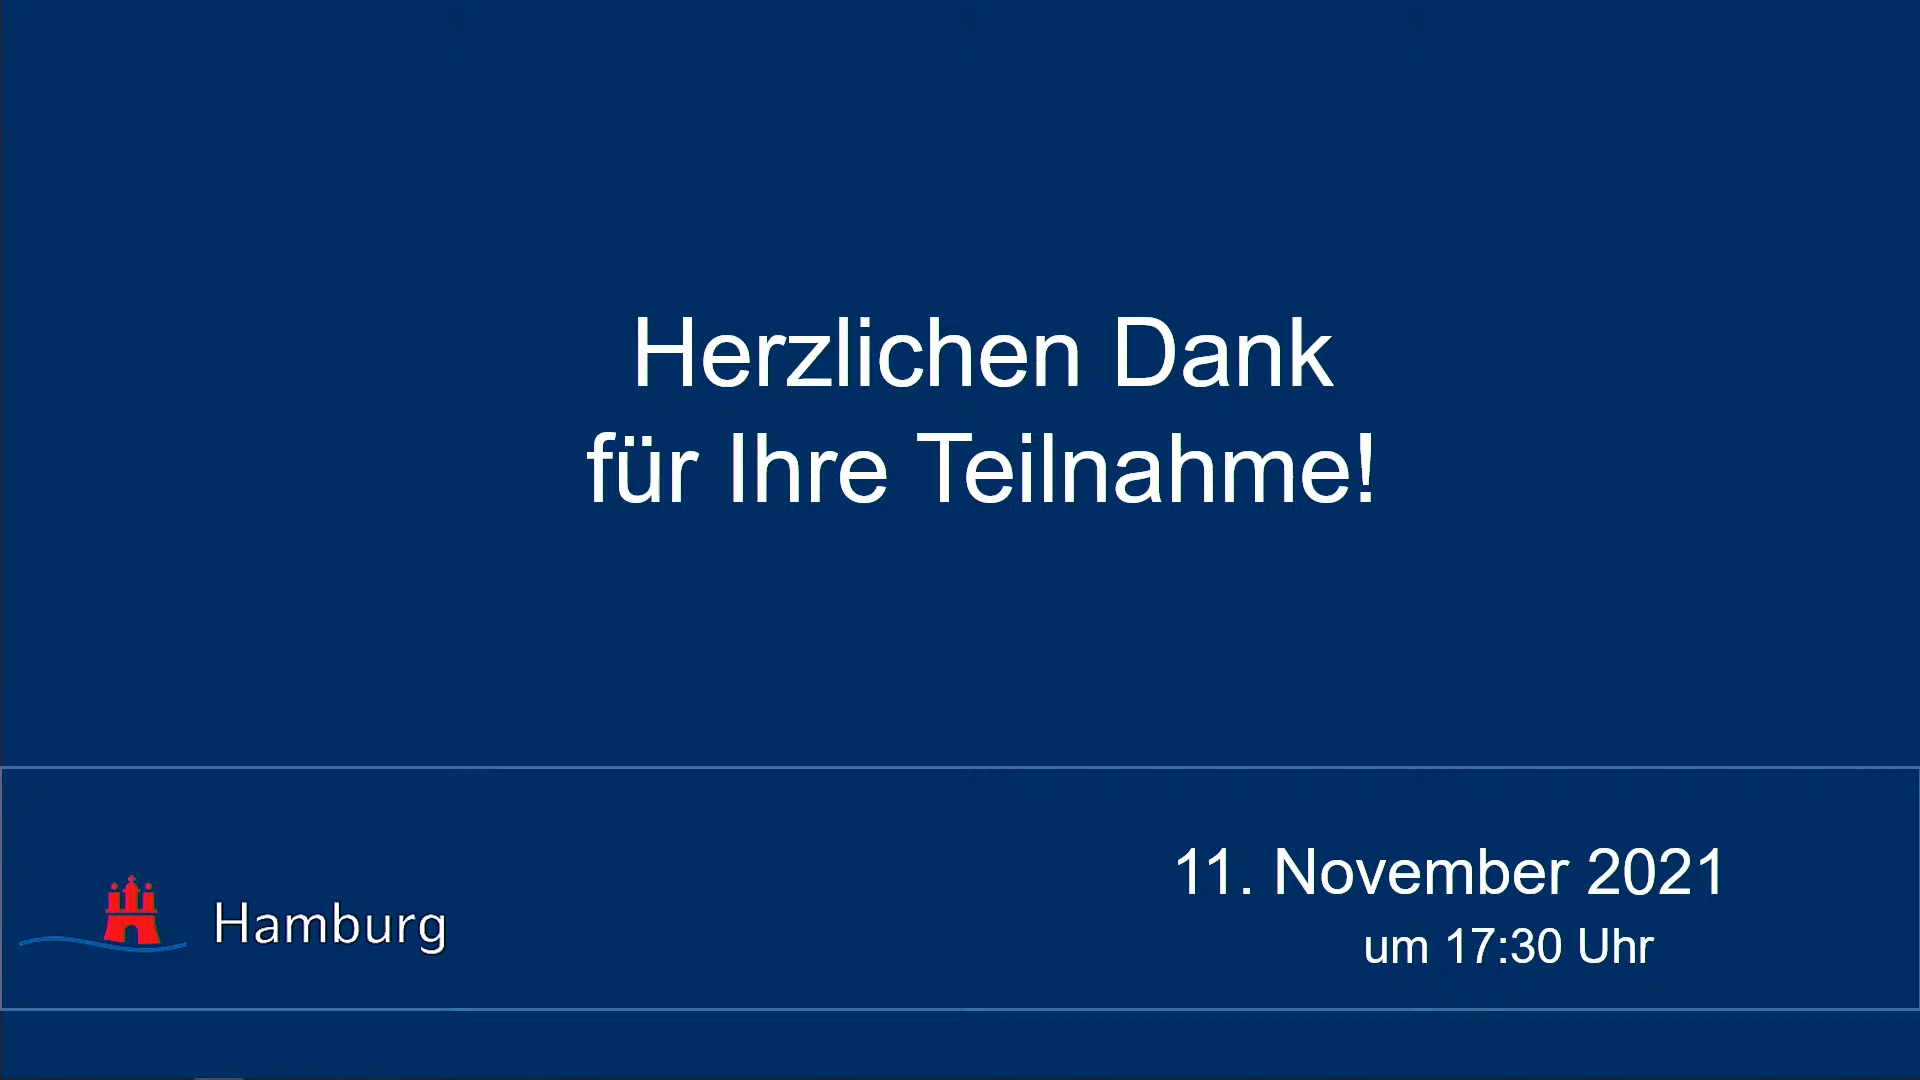 Herzlichen Dank
für Ihre Teilnahme!
Hamburg
11. November 2021
um 17:30 Uhr